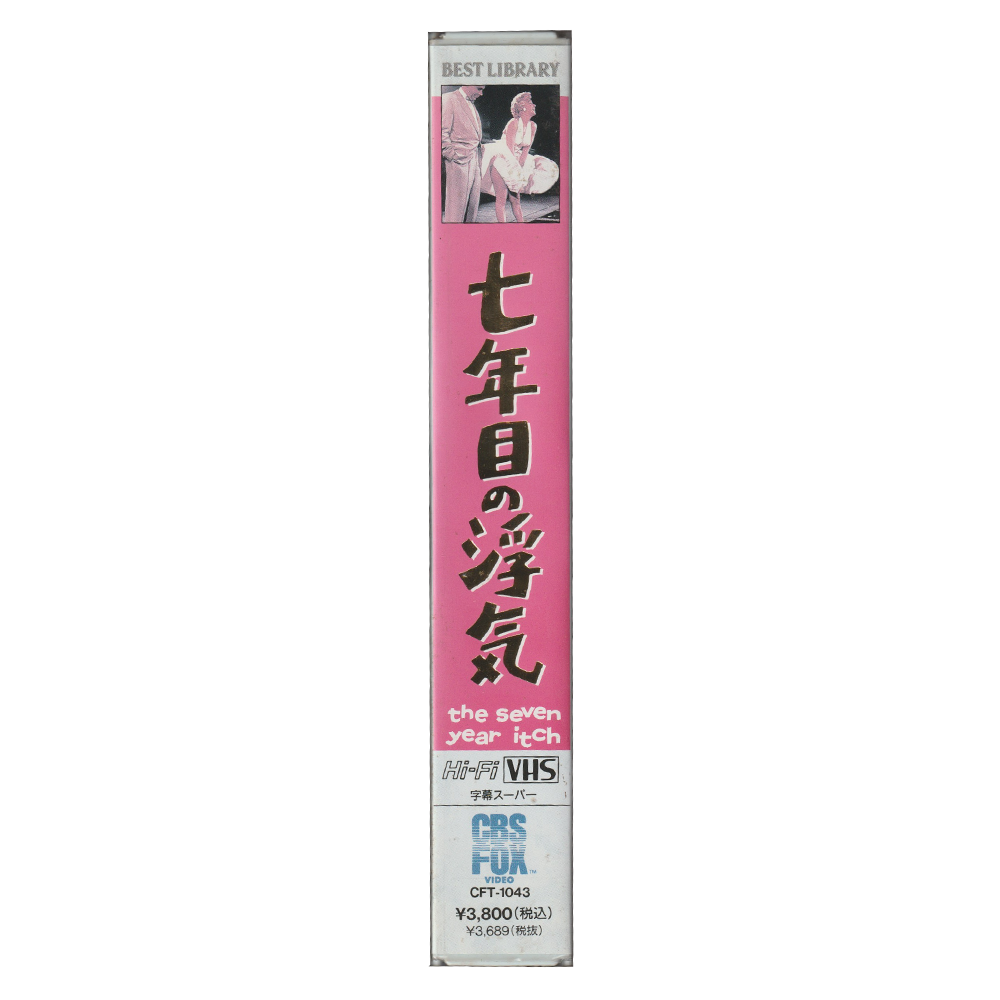 BEST LIBRARY
七年目の浮気
the seven
year itch
Hi-Fi VHS
字幕スーパー
CBS
FOX
VIDEO™
CFT-1043
¥3,800(税込)
¥3,689(税抜)